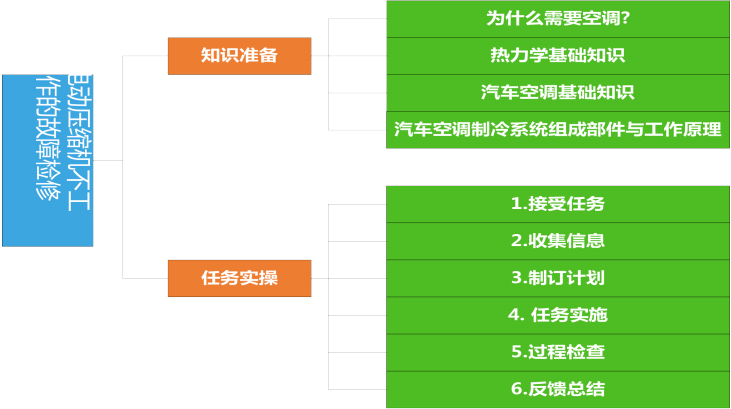 电动压缩机不工
作的故障检修
知识准备
为什么需要空调?
热力学基础知识
汽车空调基础知识
汽车空调制冷系统组成部件与工作原理
任务实操
1.接受任务
2.收集信息
3.制订计划
4. 任务实施
5.过程检查
6.反馈总结